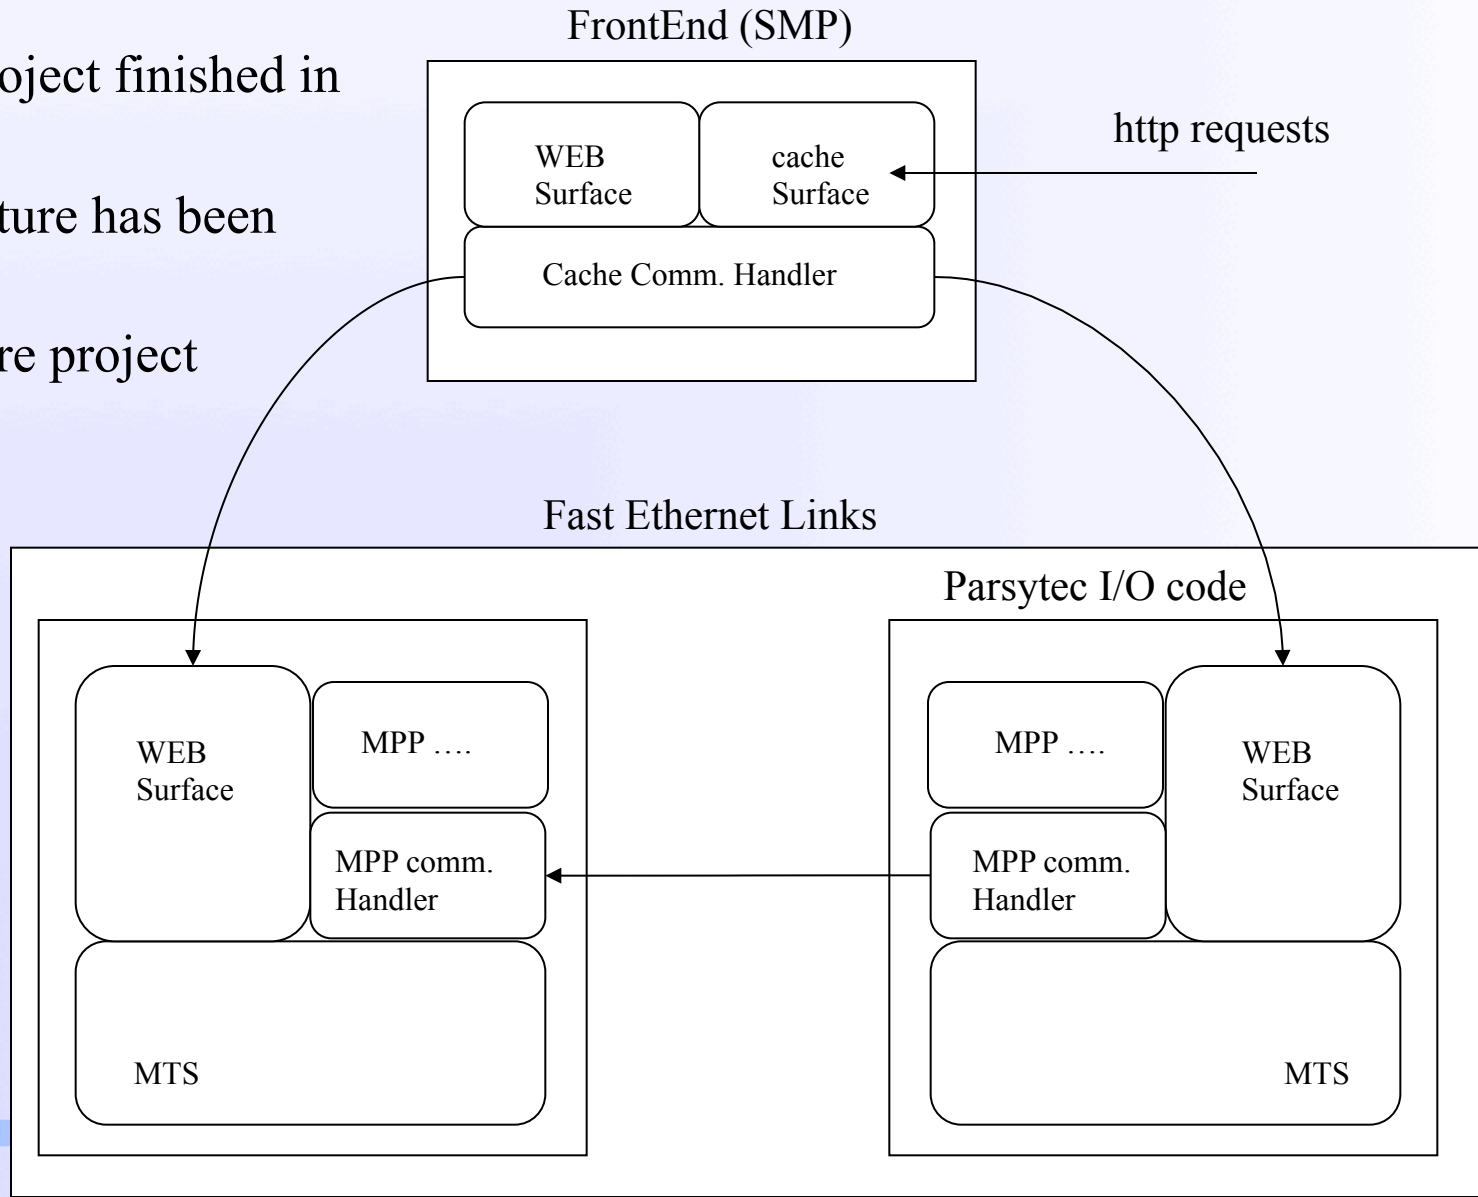 FrontEnd (SMP)
oject finished in
ture has been
re project
http requests
WEB
Surface
cache
Surface
Cache Comm. Handler
Fast Ethernet Links
Parsytec I/O code
WEB
Surface
MPP ….
MPP comm.
Handler
MTS
MPP ….
WEB
Surface
MPP comm.
Handler
MTS